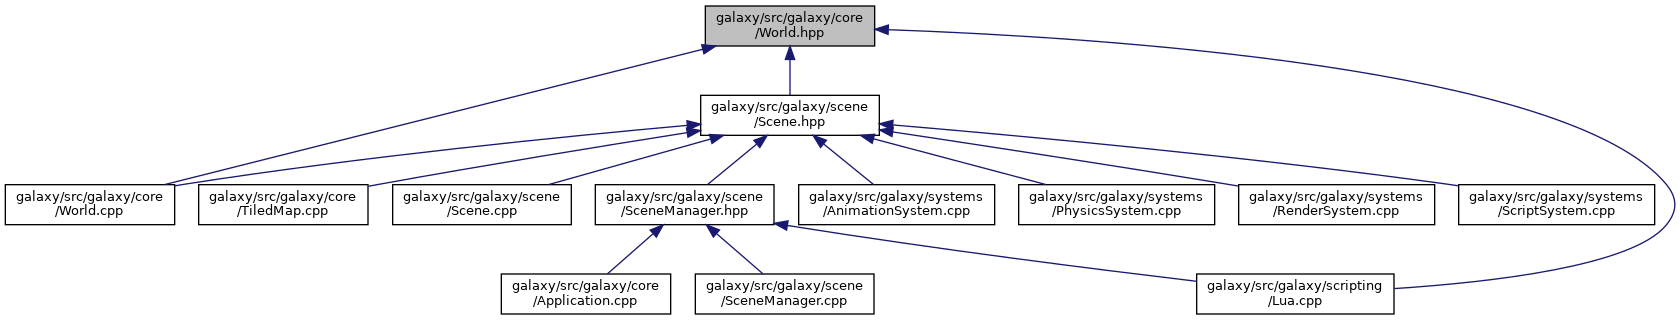 galaxy/src/galaxy/core
/World.hpp
galaxy/src/galaxy/scene
/Scene.hpp
galaxy/src/galaxy/core
/World.cpp
galaxy/src/galaxy/core
/TiledMap.cpp
galaxy/src/galaxy/scene
/Scene.cpp
galaxy/src/galaxy/scene
/SceneManager.hpp
galaxy/src/galaxy/systems
/AnimationSystem.cpp
galaxy/src/galaxy/systems
/PhysicsSystem.cpp
galaxy/src/galaxy/systems
/RenderSystem.cpp
galaxy/src/galaxy/systems
/ScriptSystem.cpp
galaxy/src/galaxy/core
/Application.cpp
galaxy/src/galaxy/scene
/SceneManager.cpp
galaxy/src/galaxy/scripting
/Lua.cpp